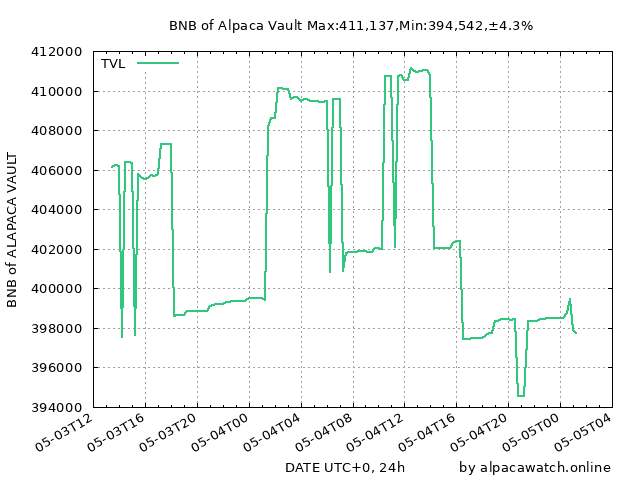 BNB of Alpaca Vault Max:411,137,Min:394,542,±4.3%
TVL
412000
410000
408000
406000
404000
402000
400000
398000
396000
394000
BNB of ALAPACA VAULT
05-03T12
05-03T16
05-03T20
05-04T00
05-04T04
05-04T08
05-04T12
05-04T16
05-04T20
05-05T00
05-05T04
DATE UTC+0, 24h
by alpacawatch.online